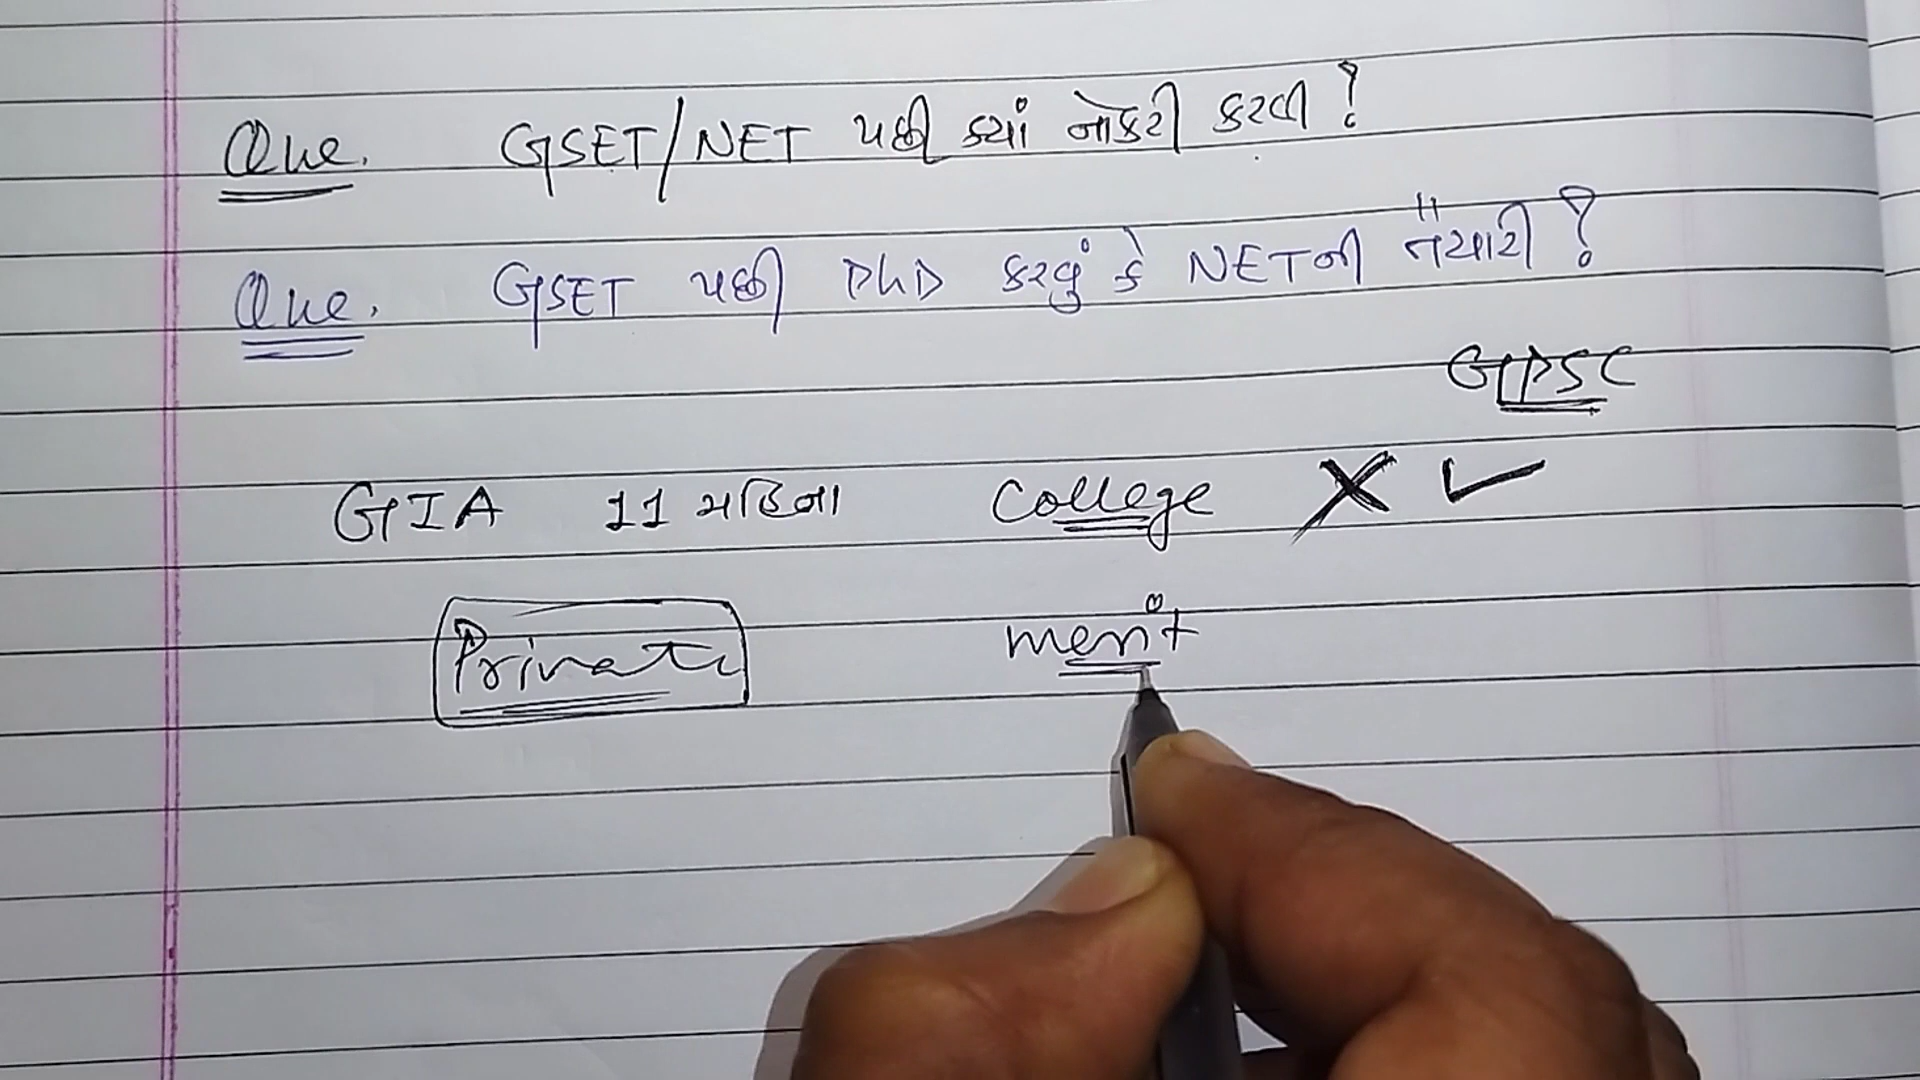 Que. GSET/NET પછી ક્યાં નોકરી કરવી?
Que. GSET પછી PhD કરવું કે NETની તૈયારી?
GPSC
GIA 11 મહિના College X ✓
Private merit